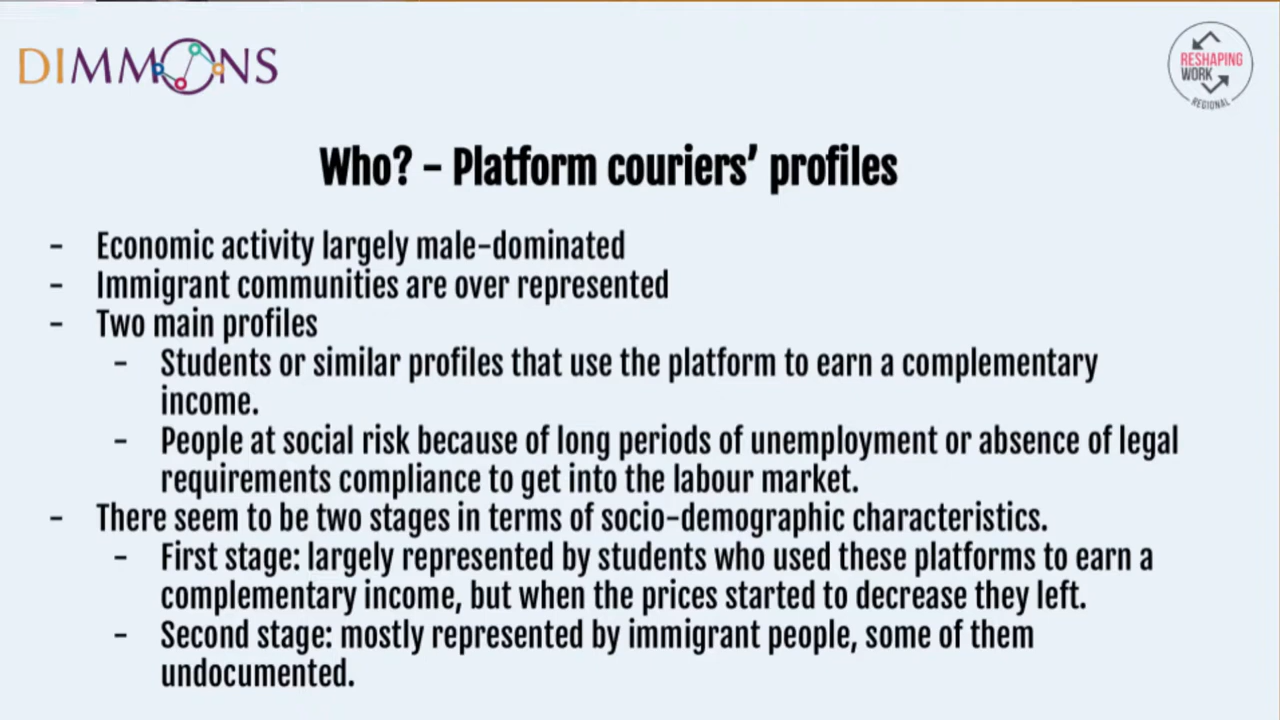 DIMMONS
RESHAPING
WORK
REGIONAL
Who? - Platform couriers’ profiles
- Economic activity largely male-dominated
- Immigrant communities are over represented
- Two main profiles
- Students or similar profiles that use the platform to earn a complementary
income.
- People at social risk because of long periods of unemployment or absence of legal
requirements compliance to get into the labour market.
- There seem to be two stages in terms of socio-demographic characteristics.
- First stage: largely represented by students who used these platforms to earn a
complementary income, but when the prices started to decrease they left.
- Second stage: mostly represented by immigrant people, some of them
undocumented.